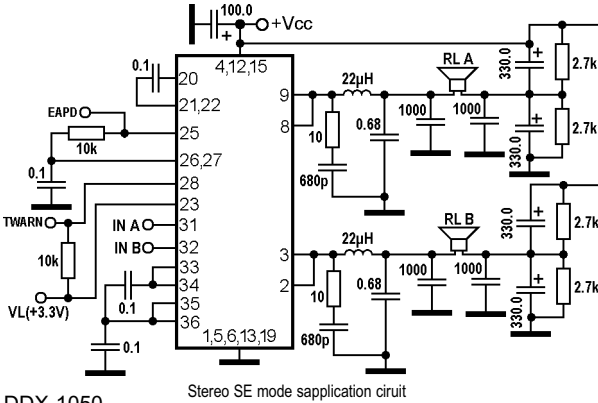 100.0
+
+Vcc
4,12,15
RL A
330.0
+
2.7k
0.1
20
9
22µH
21,22
1000
1000
EAPD
8
10
0.68
25
330.0
+
2.7k
10k
26,27
680p
0.1
28
TWARN
23
IN A
31
RL B
330.0
+
2.7k
IN B
32
22µH
10k
33
3
34
1000
1000
0.1
2
10
0.68
330.0
+
2.7k
VL(+3.3V)
35
36
680p
0.1
1,5,6,13,19
Stereo SE mode sapplication ciruit
DDX-1050